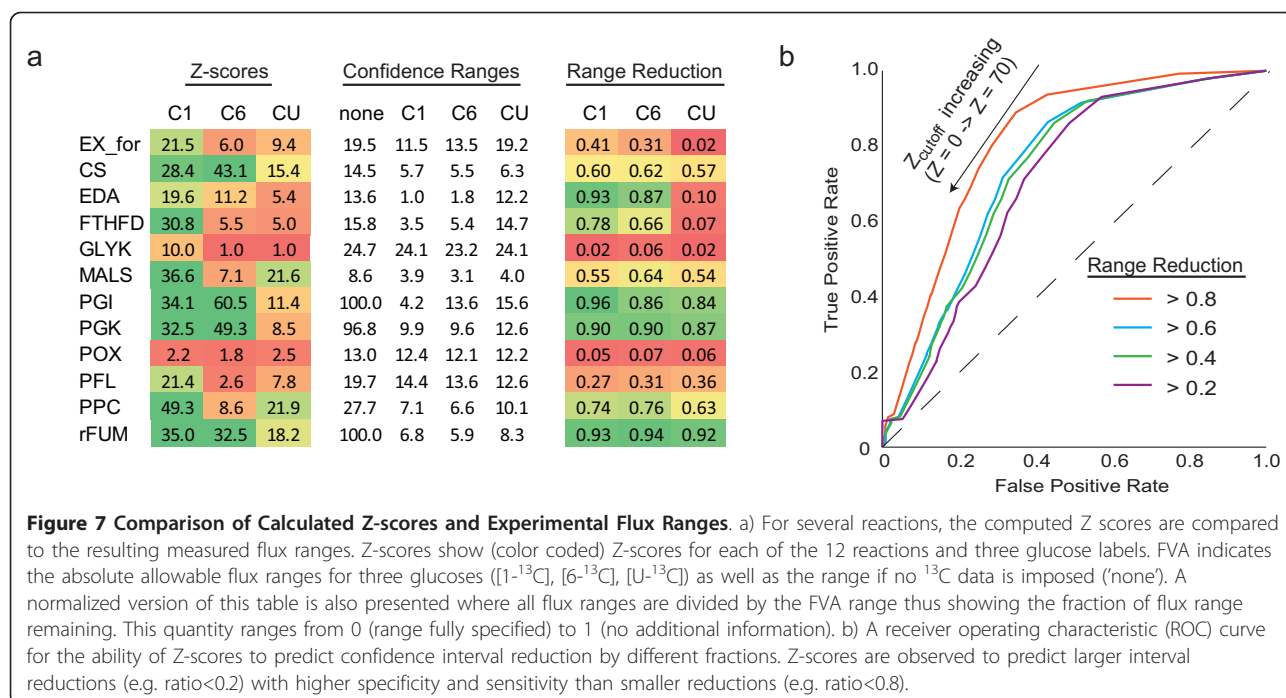 a
Z-scores Confidence Ranges Range Reduction
C1 C6 CU none C1 C6 CU C1 C6 CU
EX_for 21.5 6.0 9.4 19.5 11.5 13.5 19.2 0.41 0.31 0.02
CS 28.4 43.1 15.4 14.5 5.7 5.5 6.3 0.60 0.62 0.57
EDA 19.6 11.2 5.4 13.6 1.0 1.8 12.2 0.93 0.87 0.10
FTHFD 30.8 5.5 5.0 15.8 3.5 5.4 14.7 0.78 0.66 0.07
GLYK 10.0 1.0 1.0 24.7 24.1 23.2 24.1 0.02 0.06 0.02
MALS 36.6 7.1 21.6 8.6 3.9 3.1 4.0 0.55 0.64 0.54
PGI 34.1 60.5 11.4 100.0 4.2 13.6 15.6 0.96 0.86 0.84
PGK 32.5 49.3 8.5 96.8 9.9 9.6 12.6 0.90 0.90 0.87
POX 2.2 1.8 2.5 13.0 12.4 12.1 12.2 0.05 0.07 0.06
PFL 21.4 2.6 7.8 19.7 14.4 13.6 12.6 0.27 0.31 0.36
PPC 49.3 8.6 21.9 27.7 7.1 6.6 10.1 0.74 0.76 0.63
rFUM 35.0 32.5 18.2 100.0 6.8 5.9 8.3 0.93 0.94 0.92
b
True Positive Rate
1.0
0.8
0.6
0.4
0.2
0
Zcutoff increasing
(Z = 0 -> Z = 70)
Range Reduction
> 0.8
> 0.6
> 0.4
> 0.2
0 0.2 0.4 0.6 0.8 1.0
False Positive Rate
Figure 7 Comparison of Calculated Z-scores and Experimental Flux Ranges. a) For several reactions, the computed Z scores are compared
to the resulting measured flux ranges. Z-scores show (color coded) Z-scores for each of the 12 reactions and three glucose labels. FVA indicates
the absolute allowable flux ranges for three glucoses ([1-¹³C], [6-¹³C], [U-¹³C]) as well as the range if no ¹³C data is imposed ('none'). A
normalized version of this table is also presented where all flux ranges are divided by the FVA range thus showing the fraction of flux range
remaining. This quantity ranges from 0 (range fully specified) to 1 (no additional information). b) A receiver operating characteristic (ROC) curve
for the ability of Z-scores to predict confidence interval reduction by different fractions. Z-scores are observed to predict larger interval
reductions (e.g. ratio<0.2) with higher specificity and sensitivity than smaller reductions (e.g. ratio<0.8).